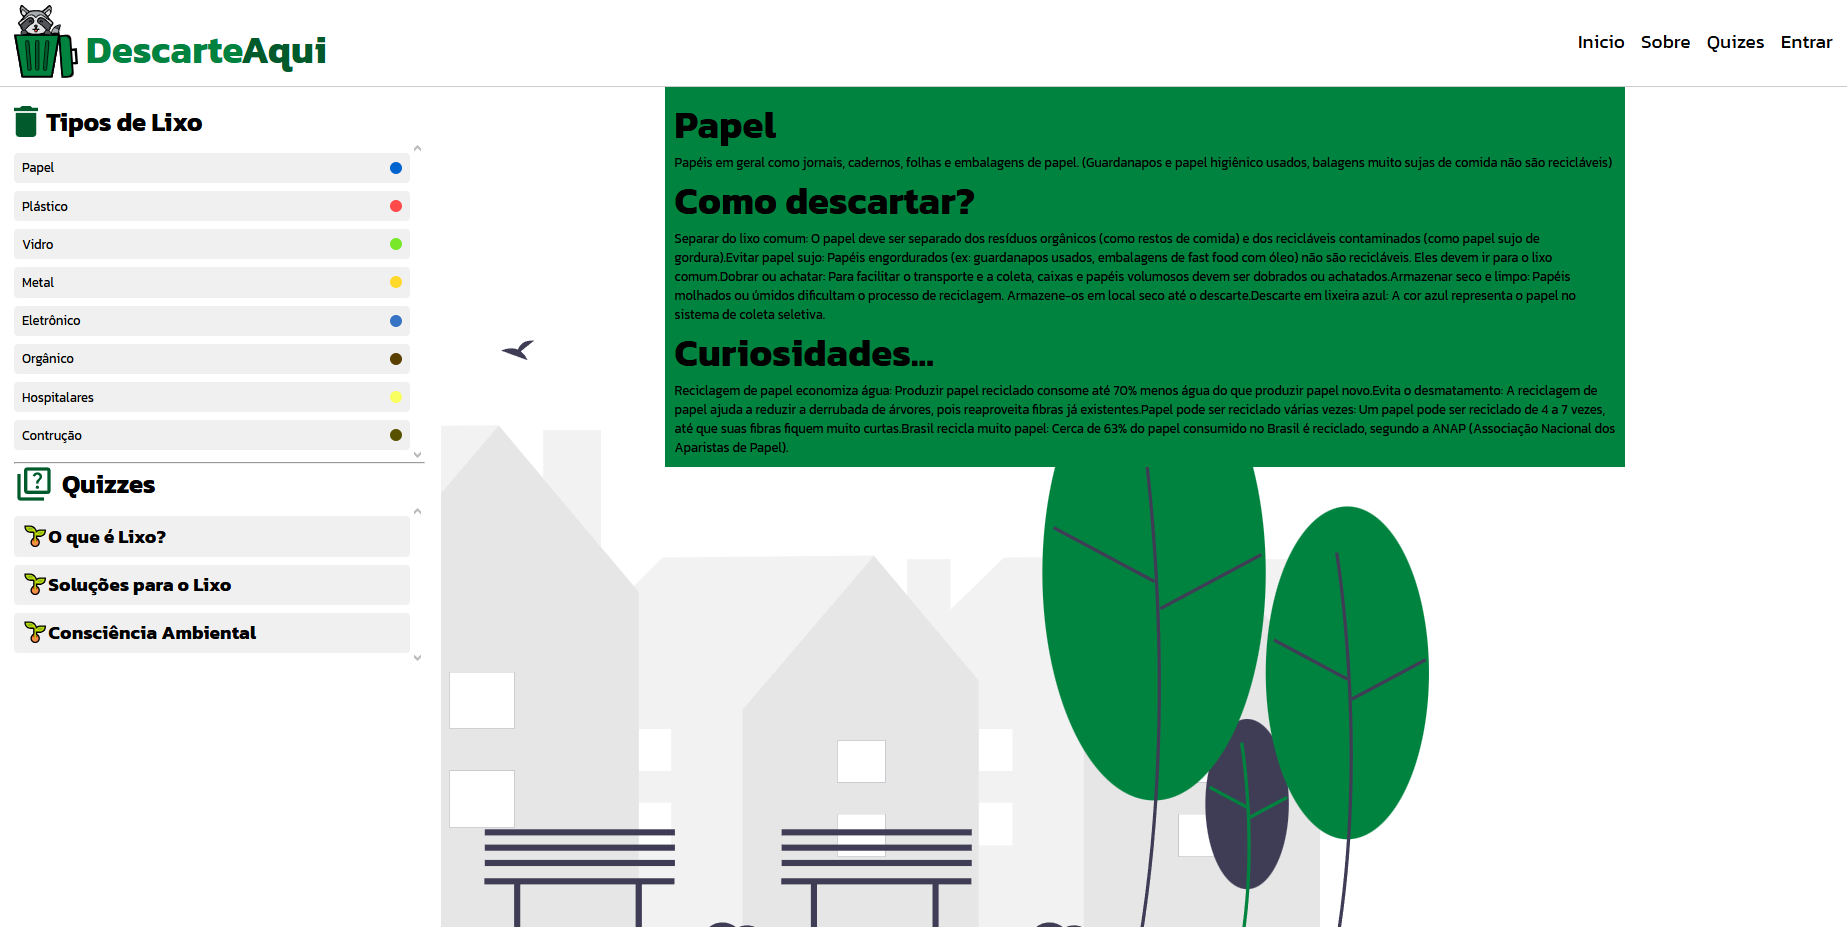 DescarteAqui
Inicio Sobre Quizes Entrar
Tipos de Lixo
Papel
Plástico
Vidro
Metal
Eletrônico
Orgânico
Hospitalares
Contrução
Quizzes
O que é Lixo?
Soluções para o Lixo
Consciência Ambiental
Papel
Papéis em geral como jornais, cadernos, folhas e embalagens de papel. (Guardanapos e papel higiênico usados, balagens muito sujas de comida não são recicláveis)
Como descartar?
Separar do lixo comum: O papel deve ser separado dos resíduos orgânicos (como restos de comida) e dos recicláveis contaminados (como papel sujo de
gordura).Evitar papel sujo: Papéis engordurados (ex: guardanapos usados, embalagens de fast food com óleo) não são recicláveis. Eles devem ir para o lixo
comum.Dobrar ou achatar: Para facilitar o transporte e a coleta, caixas e papéis volumosos devem ser dobrados ou achatados.Armazenar seco e limpo: Papéis
molhados ou úmidos dificultam o processo de reciclagem. Armazene-os em local seco até o descarte.Descarte em lixeira azul: A cor azul representa o papel no
sistema de coleta seletiva.
Curiosidades...
Reciclagem de papel economiza água: Produzir papel reciclado consome até 70% menos água do que produzir papel novo.Evita o desmatamento: A reciclagem de
papel ajuda a reduzir a derrubada de árvores, pois reaproveita fibras já existentes.Papel pode ser reciclado várias vezes: Um papel pode ser reciclado de 4 a 7 vezes,
até que suas fibras fiquem muito curtas.Brasil recicla muito papel: Cerca de 63% do papel consumido no Brasil é reciclado, segundo a ANAP (Associação Nacional dos
Aparistas de Papel).